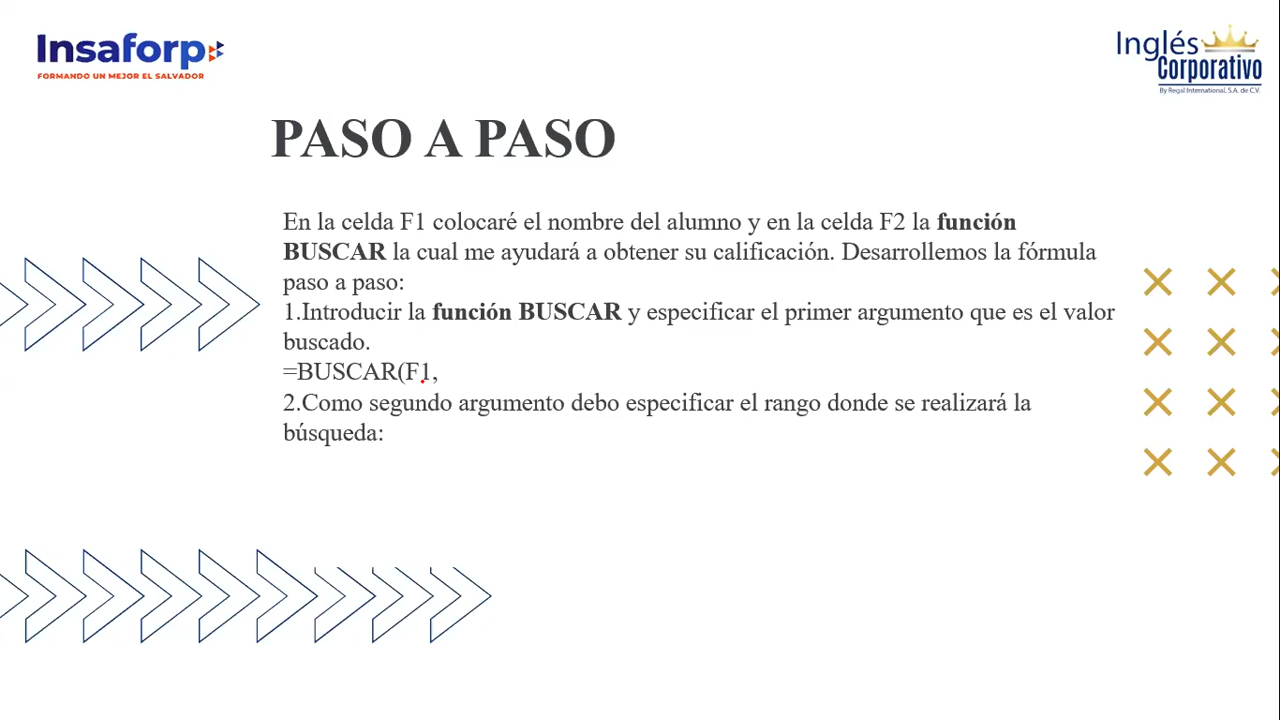 Insaforp
FORMANDO UN MEJOR EL SALVADOR
Inglés
Corporativo
By Regal International, S.A. de C.V.
PASO A PASO
En la celda F1 colocaré el nombre del alumno y en la celda F2 la función
BUSCAR la cual me ayudará a obtener su calificación. Desarrollemos la fórmula
paso a paso:
1.Introducir la función BUSCAR y especificar el primer argumento que es el valor
buscado.
=BUSCAR(F1,
2.Como segundo argumento debo especificar el rango donde se realizará la
búsqueda: